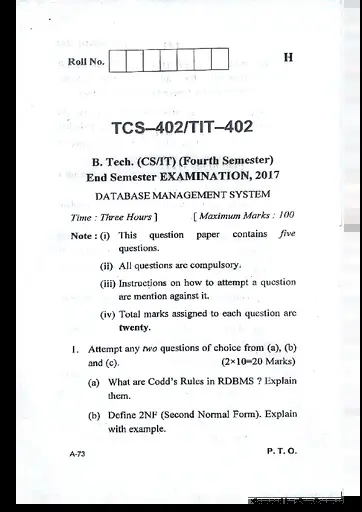 Roll No.
H
TCS–402/TIT–402
B. Tech. (CS/IT) (Fourth Semester)
End Semester EXAMINATION, 2017
DATABASE MANAGEMENT SYSTEM
Time : Three Hours ] [ Maximum Marks : 100
Note : (i) This question paper contains five
questions.
(ii) All questions are compulsory.
(iii) Instructions on how to attempt a question
are mention against it.
(iv) Total marks assigned to each question are
twenty.
1. Attempt any two questions of choice from (a), (b)
and (c). (2×10=20 Marks)
(a) What are Codd's Rules in RDBMS ? Explain
them.
(b) Define 2NF (Second Normal Form). Explain
with example.
A-73 P. T. O.